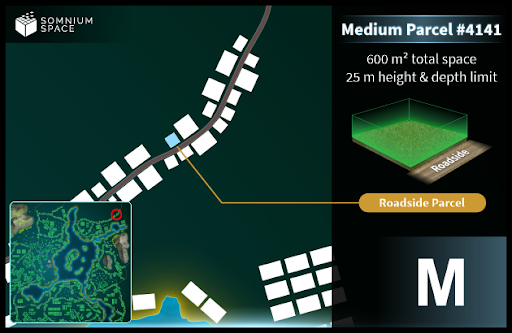 SOMNIUM
SPACE
Medium Parcel #4141
600 m² total space
25 m height & depth limit
Roadside
Roadside Parcel
M